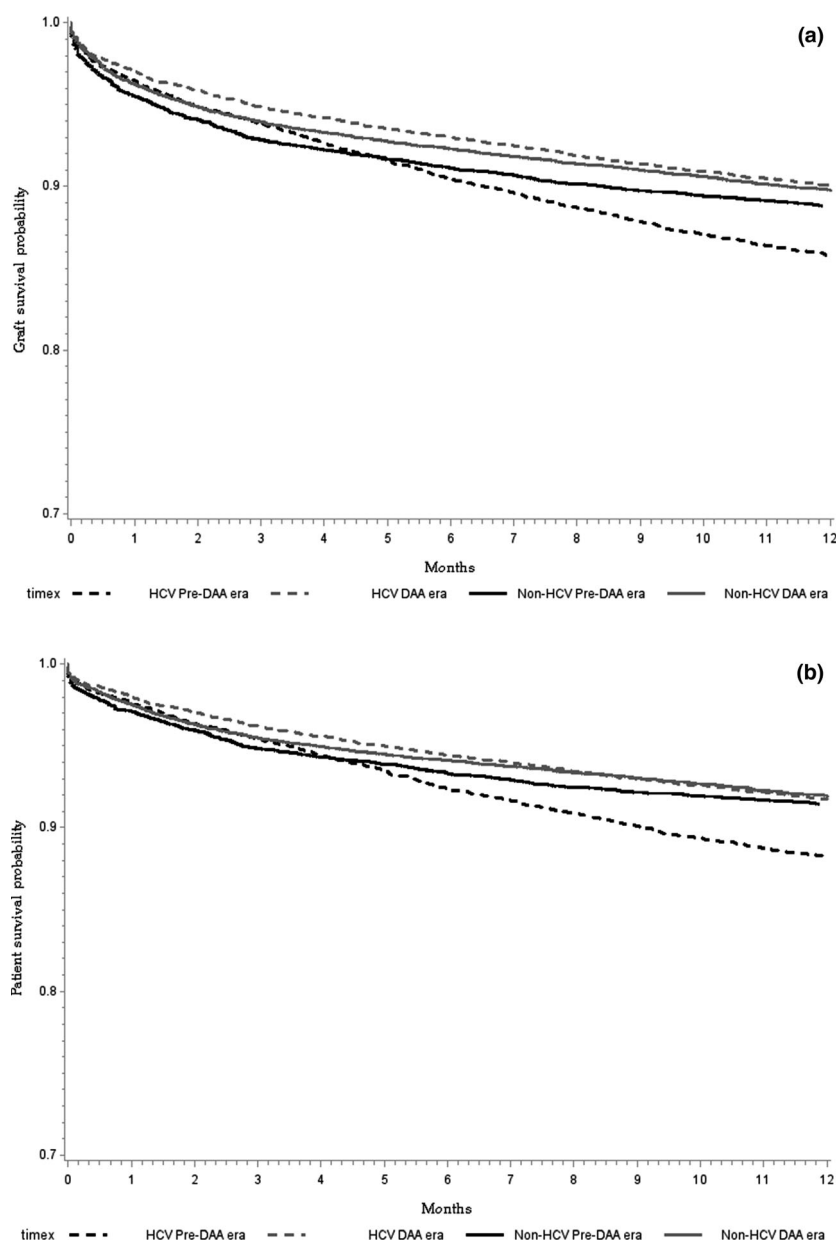 (a)
1.0
0.9
0.8
0.7
Graft survival probability
0 1 2 3 4 5 6 7 8 9 10 11 12
Months
timex HCV Pre-DAA era HCV DAA era Non-HCV Pre-DAA era Non-HCV DAA era
(b)
1.0
0.9
0.8
0.7
Patient survival probability
0 1 2 3 4 5 6 7 8 9 10 11 12
Months
timex HCV Pre-DAA era HCV DAA era Non-HCV Pre-DAA era Non-HCV DAA era